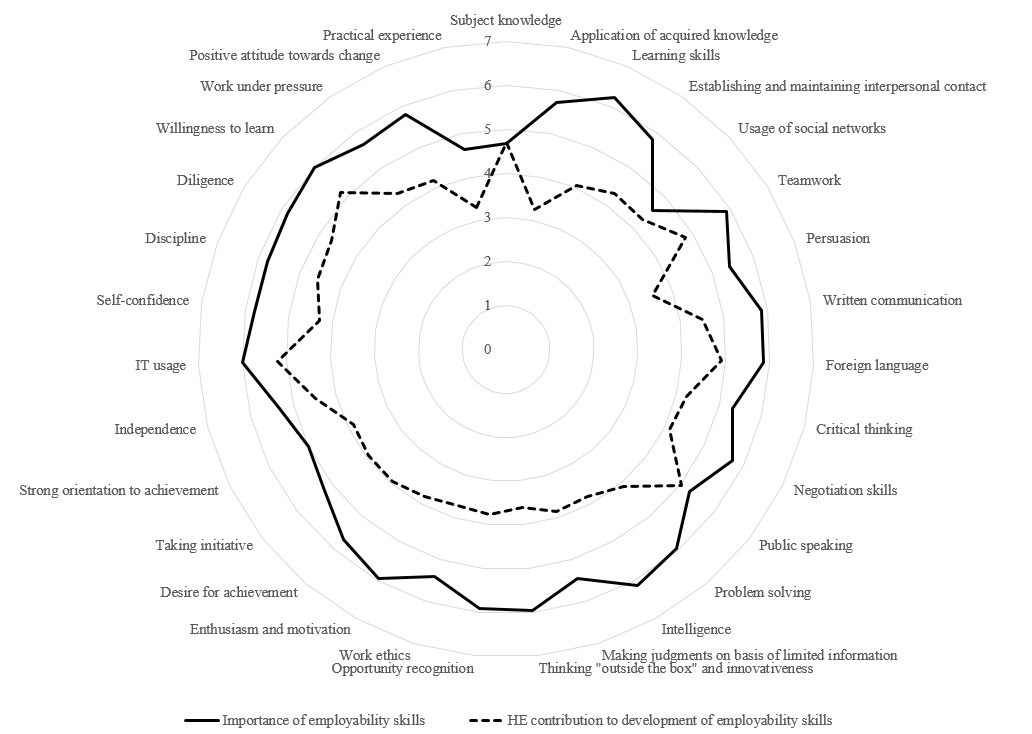 Subject knowledge
Application of acquired knowledge
Learning skills
Establishing and maintaining interpersonal contact
Usage of social networks
Teamwork
Persuasion
Written communication
Foreign language
Critical thinking
Negotiation skills
Public speaking
Problem solving
Intelligence
Making judgments on basis of limited information
Thinking "outside the box" and innovativeness
Opportunity recognition
Work ethics
Enthusiasm and motivation
Desire for achievement
Taking initiative
Strong orientation to achievement
Independence
IT usage
Self-confidence
Discipline
Diligence
Willingness to learn
Work under pressure
Positive attitude towards change
Practical experience
7
6
5
4
3
2
1
0
Importance of employability skills
HE contribution to development of employability skills